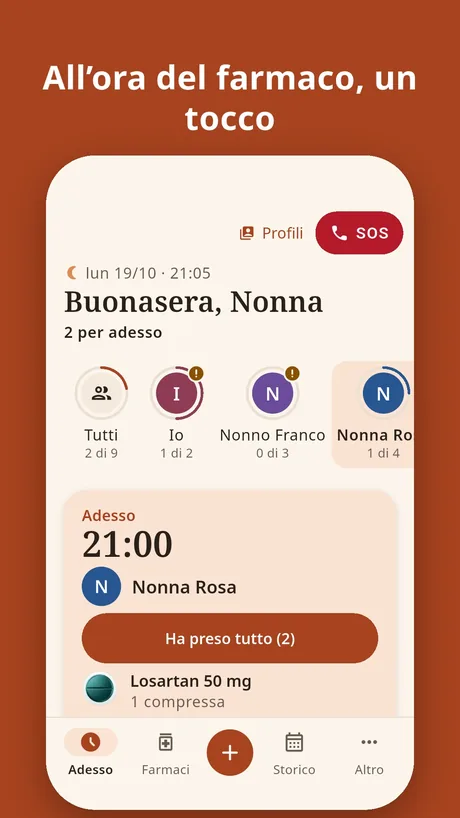 All’ora del farmaco, un
tocco
Profili
SOS
lun 19/10 · 21:05
Buonasera, Nonna
2 per adesso
I
N
N
Tutti
Io
Nonno Franco
Nonna Ro
2 di 9
1 di 2
0 di 3
1 di 4
Adesso
21:00
N
Nonna Rosa
Ha preso tutto (2)
Losartan 50 mg
1 compressa
Adesso
Farmaci
Storico
Altro